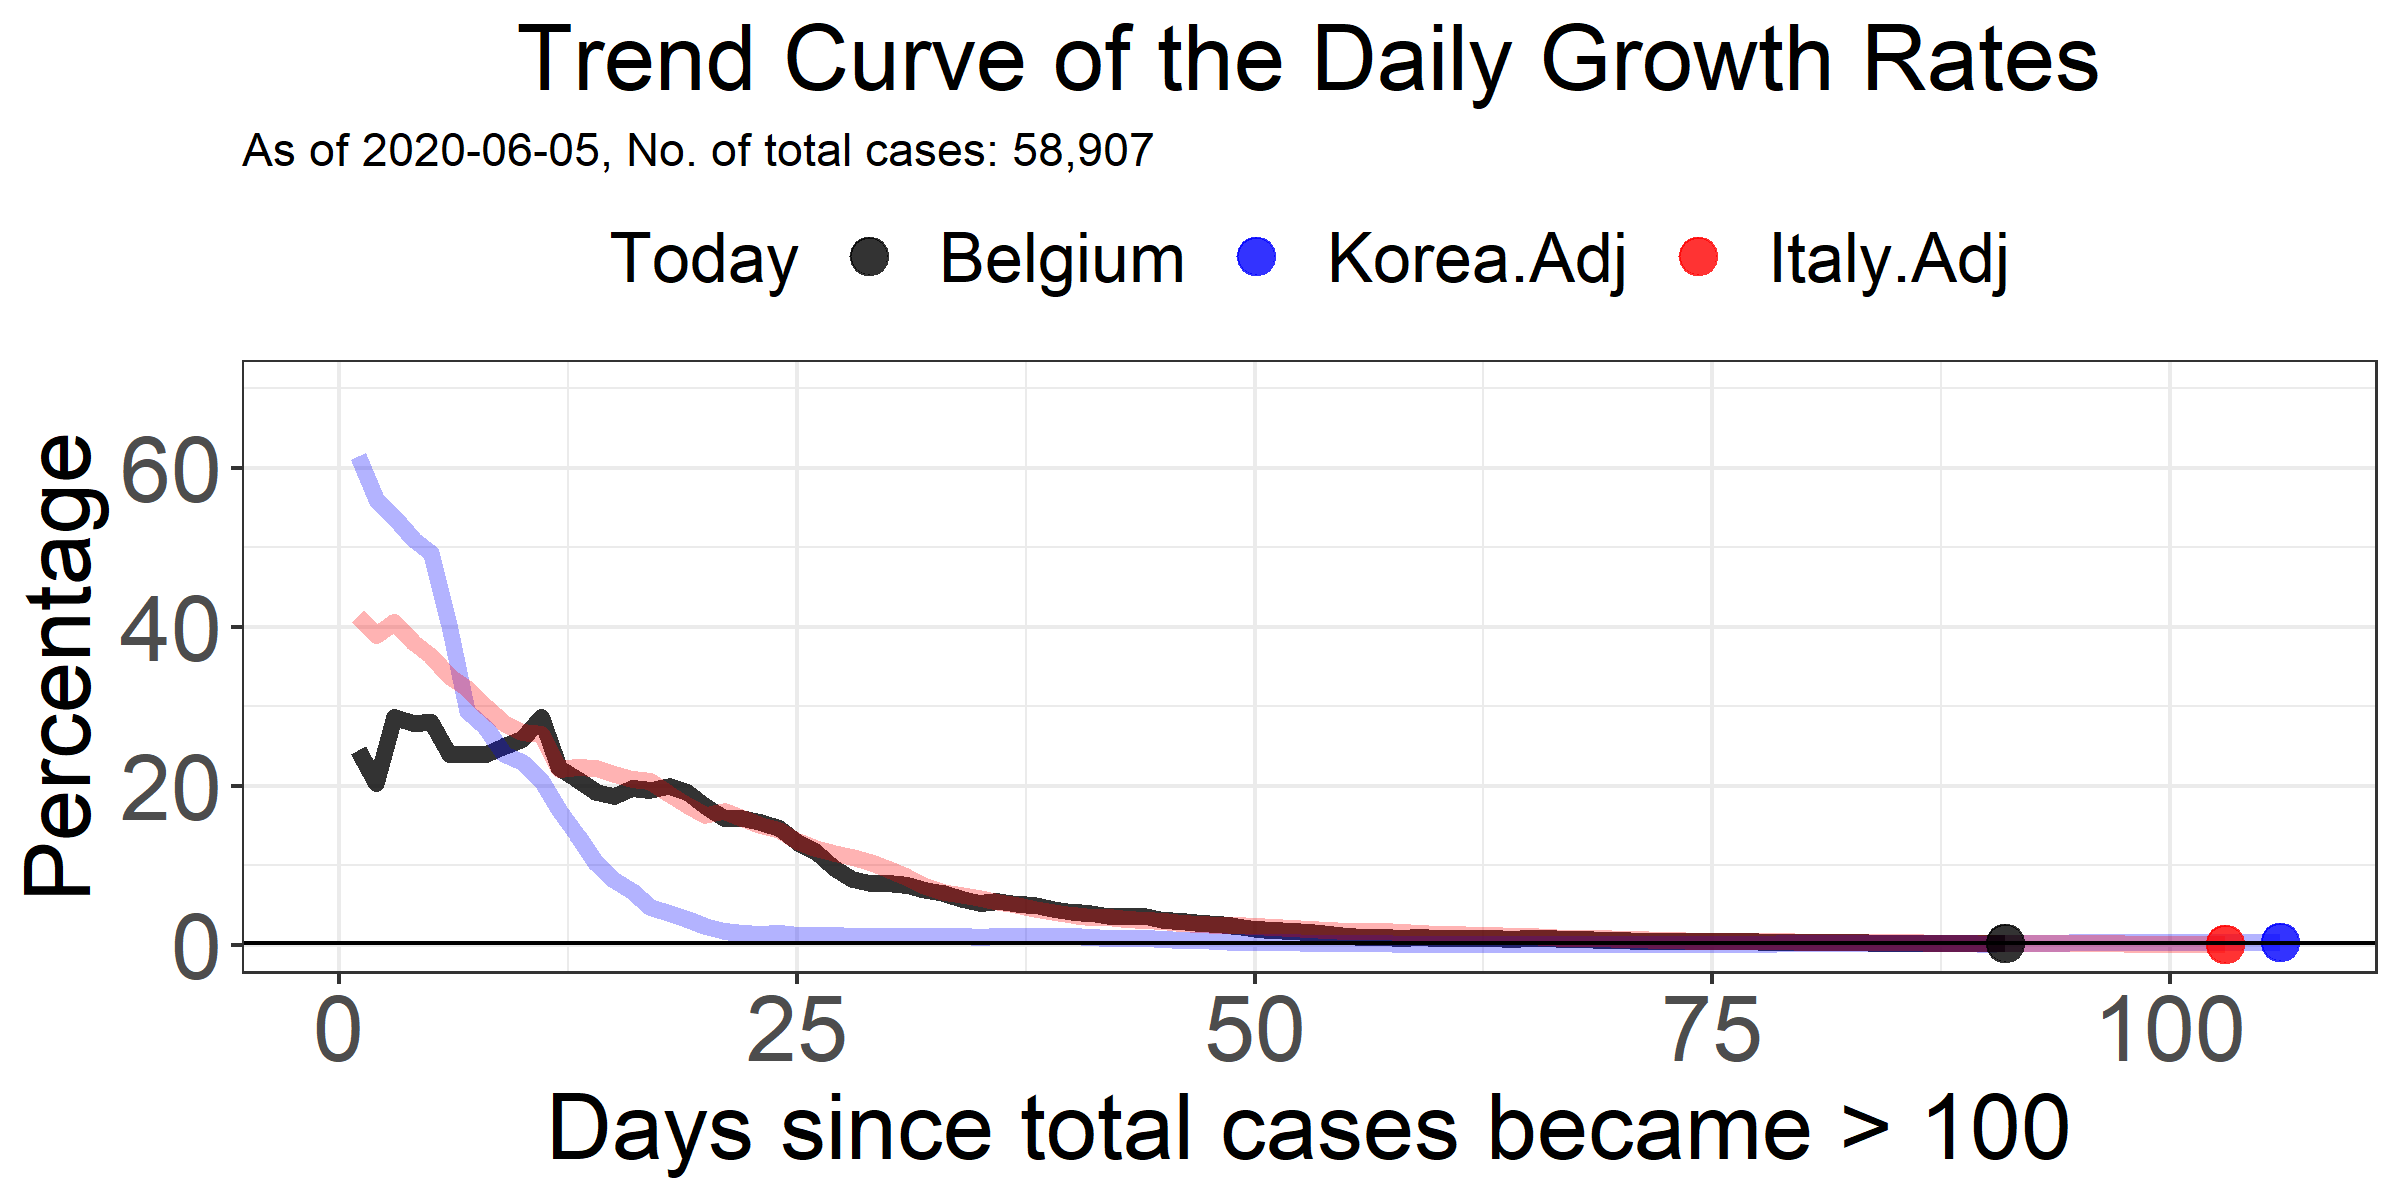 Trend Curve of the Daily Growth Rates
As of 2020-06-05, No. of total cases: 58,907
Today Belgium Korea.Adj Italy.Adj
Percentage
60
40
20
0
0 25 50 75 100
Days since total cases became > 100